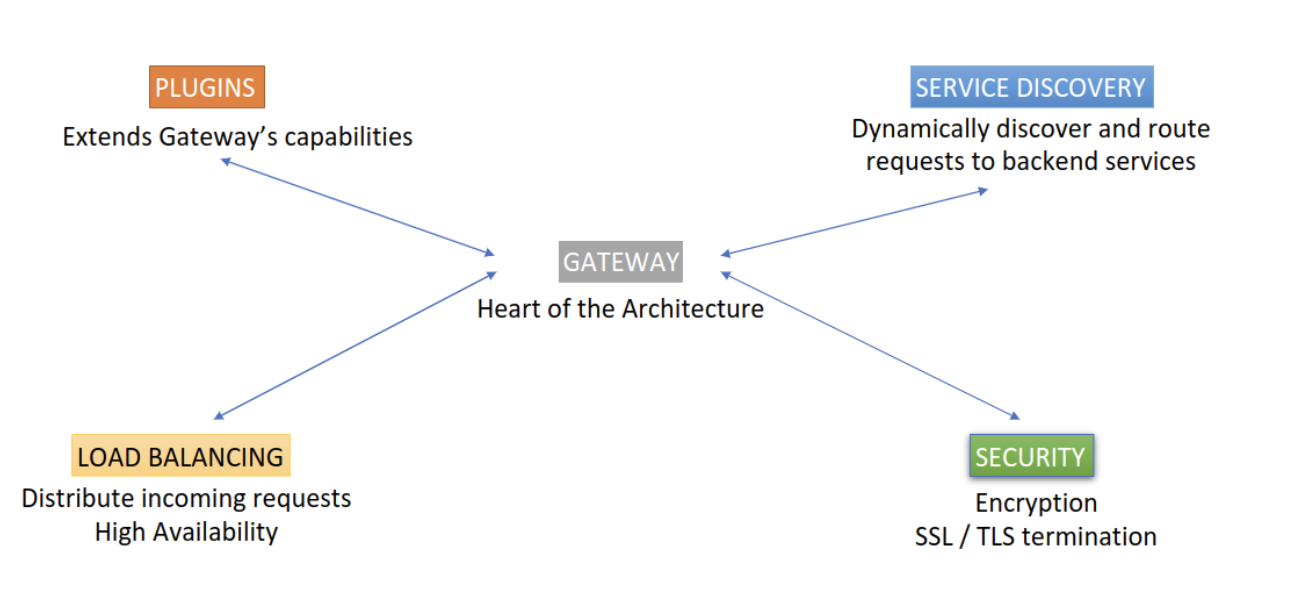 PLUGINS
Extends Gateway's capabilities
SERVICE DISCOVERY
Dynamically discover and route
requests to backend services
GATEWAY
Heart of the Architecture
LOAD BALANCING
Distribute incoming requests
High Availability
SECURITY
Encryption
SSL / TLS termination